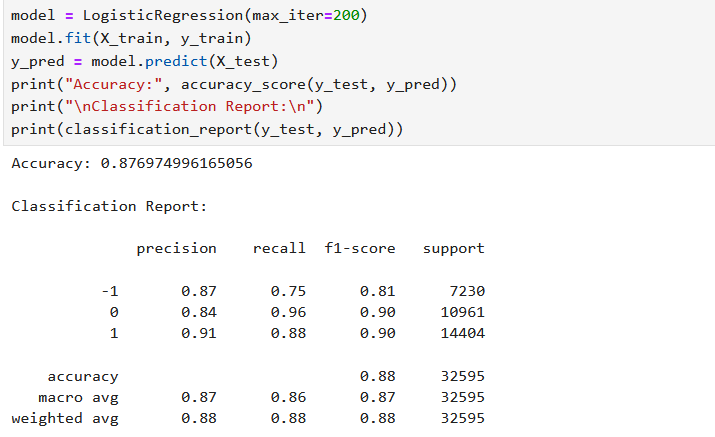 model = LogisticRegression(max_iter=200)
model.fit(X_train, y_train)
y_pred = model.predict(X_test)
print("Accuracy:", accuracy_score(y_test, y_pred))
print("\nClassification Report:\n")
print(classification_report(y_test, y_pred))
Accuracy: 0.876974996165056
Classification Report:
precision recall f1-score support
-1 0.87 0.75 0.81 7230
0 0.84 0.96 0.90 10961
1 0.91 0.88 0.90 14404
accuracy 0.88 32595
macro avg 0.87 0.86 0.87 32595
weighted avg 0.88 0.88 0.88 32595